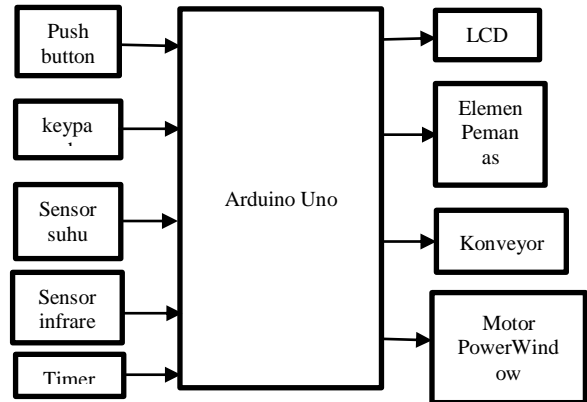 Push
button
keypa
d
Sensor
suhu
Sensor
infrare
Timer
Arduino Uno
LCD
Elemen
Peman
as
Konveyor
Motor
PowerWind
ow